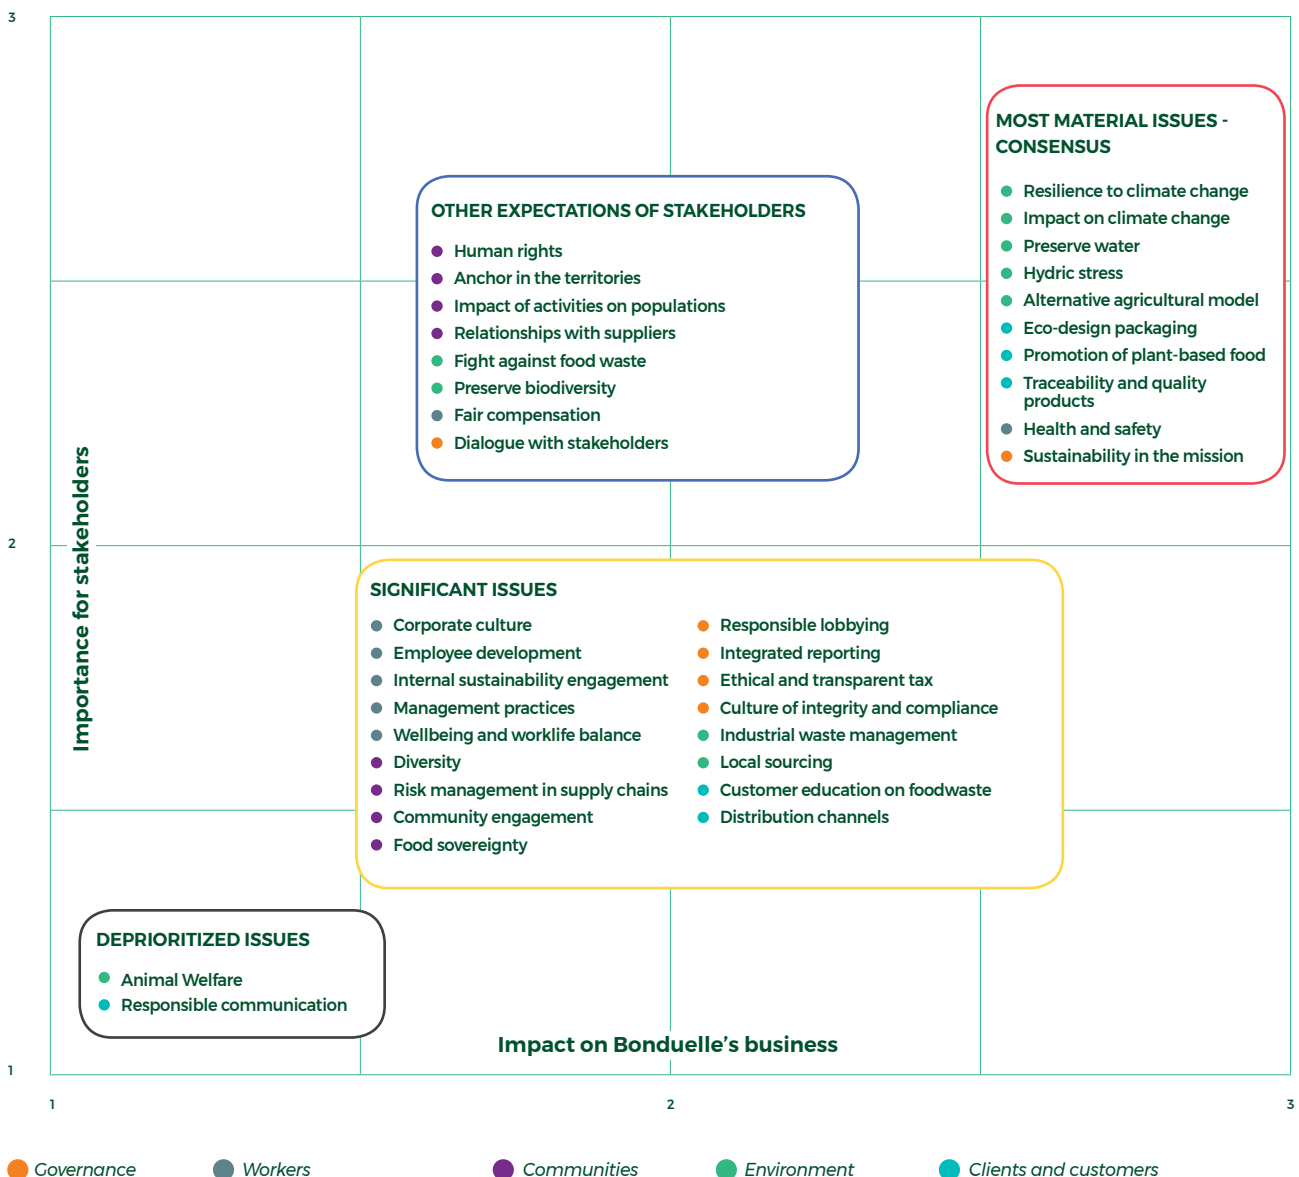 3
MOST MATERIAL ISSUES -
CONSENSUS
Resilience to climate change
Impact on climate change
Preserve water
Hydric stress
Alternative agricultural model
Eco-design packaging
Promotion of plant-based food
Traceability and quality
products
Health and safety
Sustainability in the mission
OTHER EXPECTATIONS OF STAKEHOLDERS
Human rights
Anchor in the territories
Impact of activities on populations
Relationships with suppliers
Fight against food waste
Preserve biodiversity
Fair compensation
Dialogue with stakeholders
2
Importance for stakeholders
SIGNIFICANT ISSUES
Corporate culture
Employee development
Internal sustainability engagement
Management practices
Wellbeing and worklife balance
Diversity
Risk management in supply chains
Community engagement
Food sovereignty
Responsible lobbying
Integrated reporting
Ethical and transparent tax
Culture of integrity and compliance
Industrial waste management
Local sourcing
Customer education on foodwaste
Distribution channels
DEPRIORITIZED ISSUES
Animal Welfare
Responsible communication
Impact on Bonduelle’s business
1
1
2
3
Governance
Workers
Communities
Environment
Clients and customers